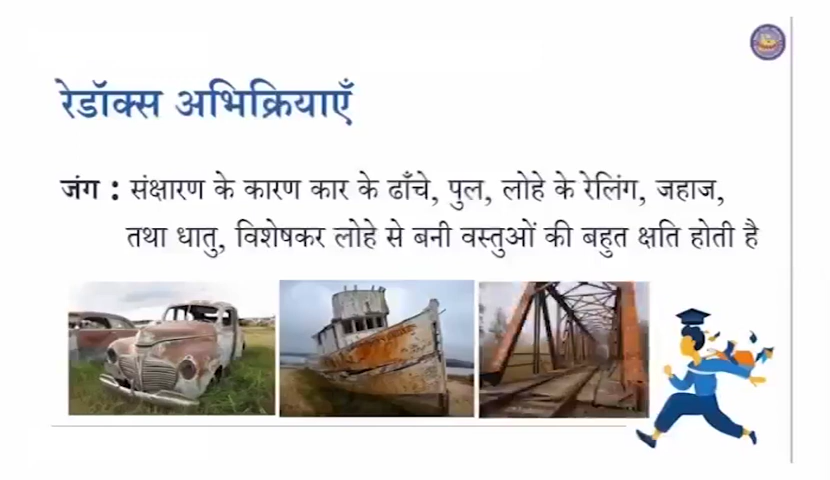 रेडॉक्स अभिक्रियाएँ
जंग : संक्षारण के कारण कार के ढाँचे, पुल, लोहे के रेलिंग, जहाज,
तथा धातु, विशेषकर लोहे से बनी वस्तुओं की बहुत क्षति होती है